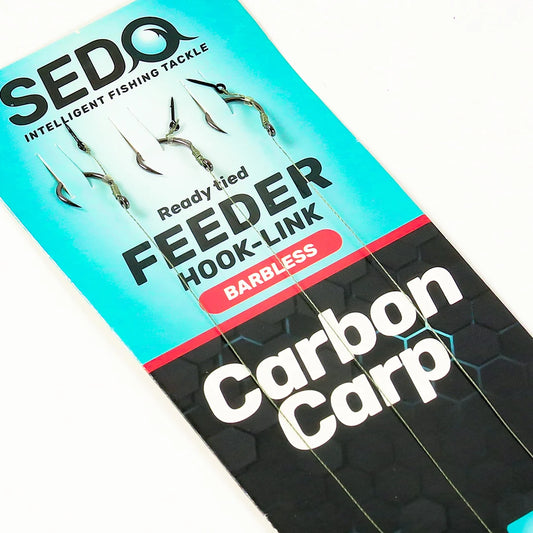 SEDO
INTELLIGENT FISHING TACKLE
Ready tied
FEEDER
HOOK-LINK
BARBLESS
Carbon
Carp